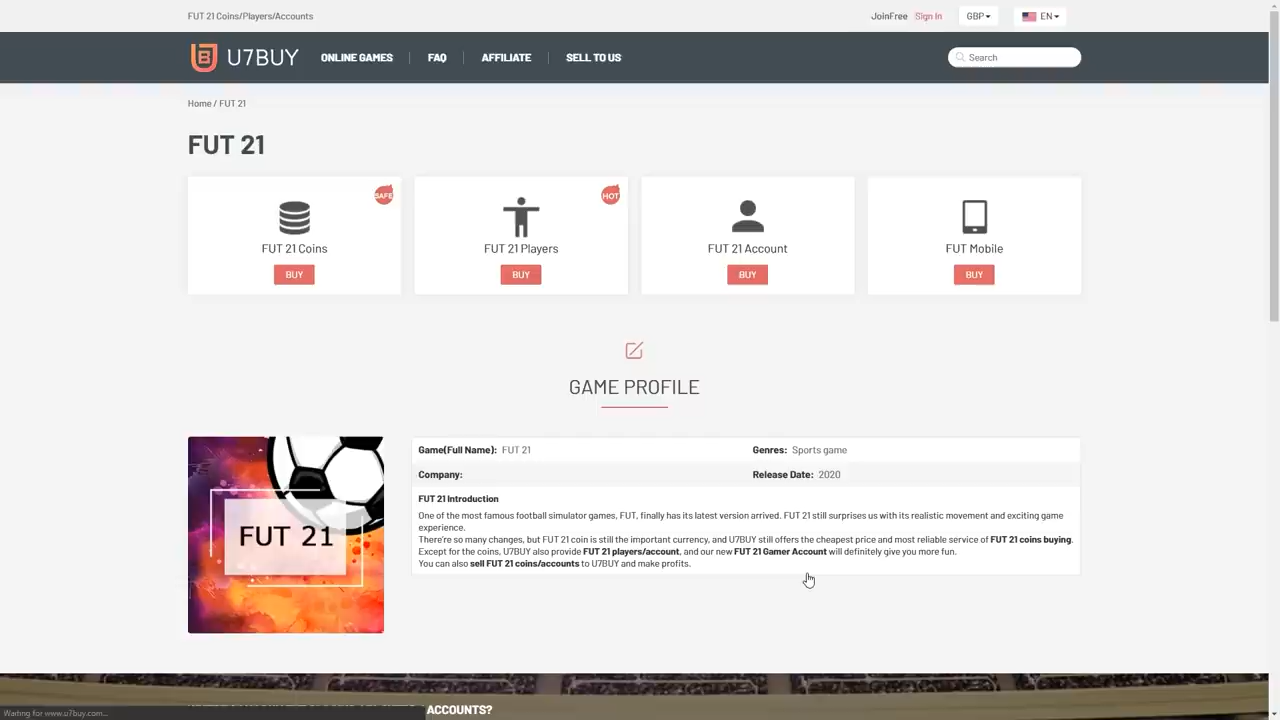 FUT 21 Coins/Players/Accounts
JoinFree Sign In GBP EN
U7BUY ONLINE GAMES FAQ AFFILIATE SELL TO US Search
Home / FUT 21
FUT 21
SAFE
HOT
FUT 21 Coins
FUT 21 Players
FUT 21 Account
FUT Mobile
BUY
BUY
BUY
BUY
GAME PROFILE
Game(Full Name): FUT 21 Genres: Sports game
Company: Release Date: 2020
FUT 21 Introduction
One of the most famous football simulator games, FUT, finally has its latest version arrived. FUT 21 still surprises us with its realistic movement and exciting game
experience.
There're so many changes, but FUT 21 coin is still the important currency, and U7BUY still offers the cheapest price and most reliable service of FUT 21 coins buying.
Except for the coins, U7BUY also provide FUT 21 players/account, and our new FUT 21 Gamer Account will definitely give you more fun.
You can also sell FUT 21 coins/accounts to U7BUY and make profits.
FUT 21
ACCOUNTS?
Waiting for www.u7buy.com...